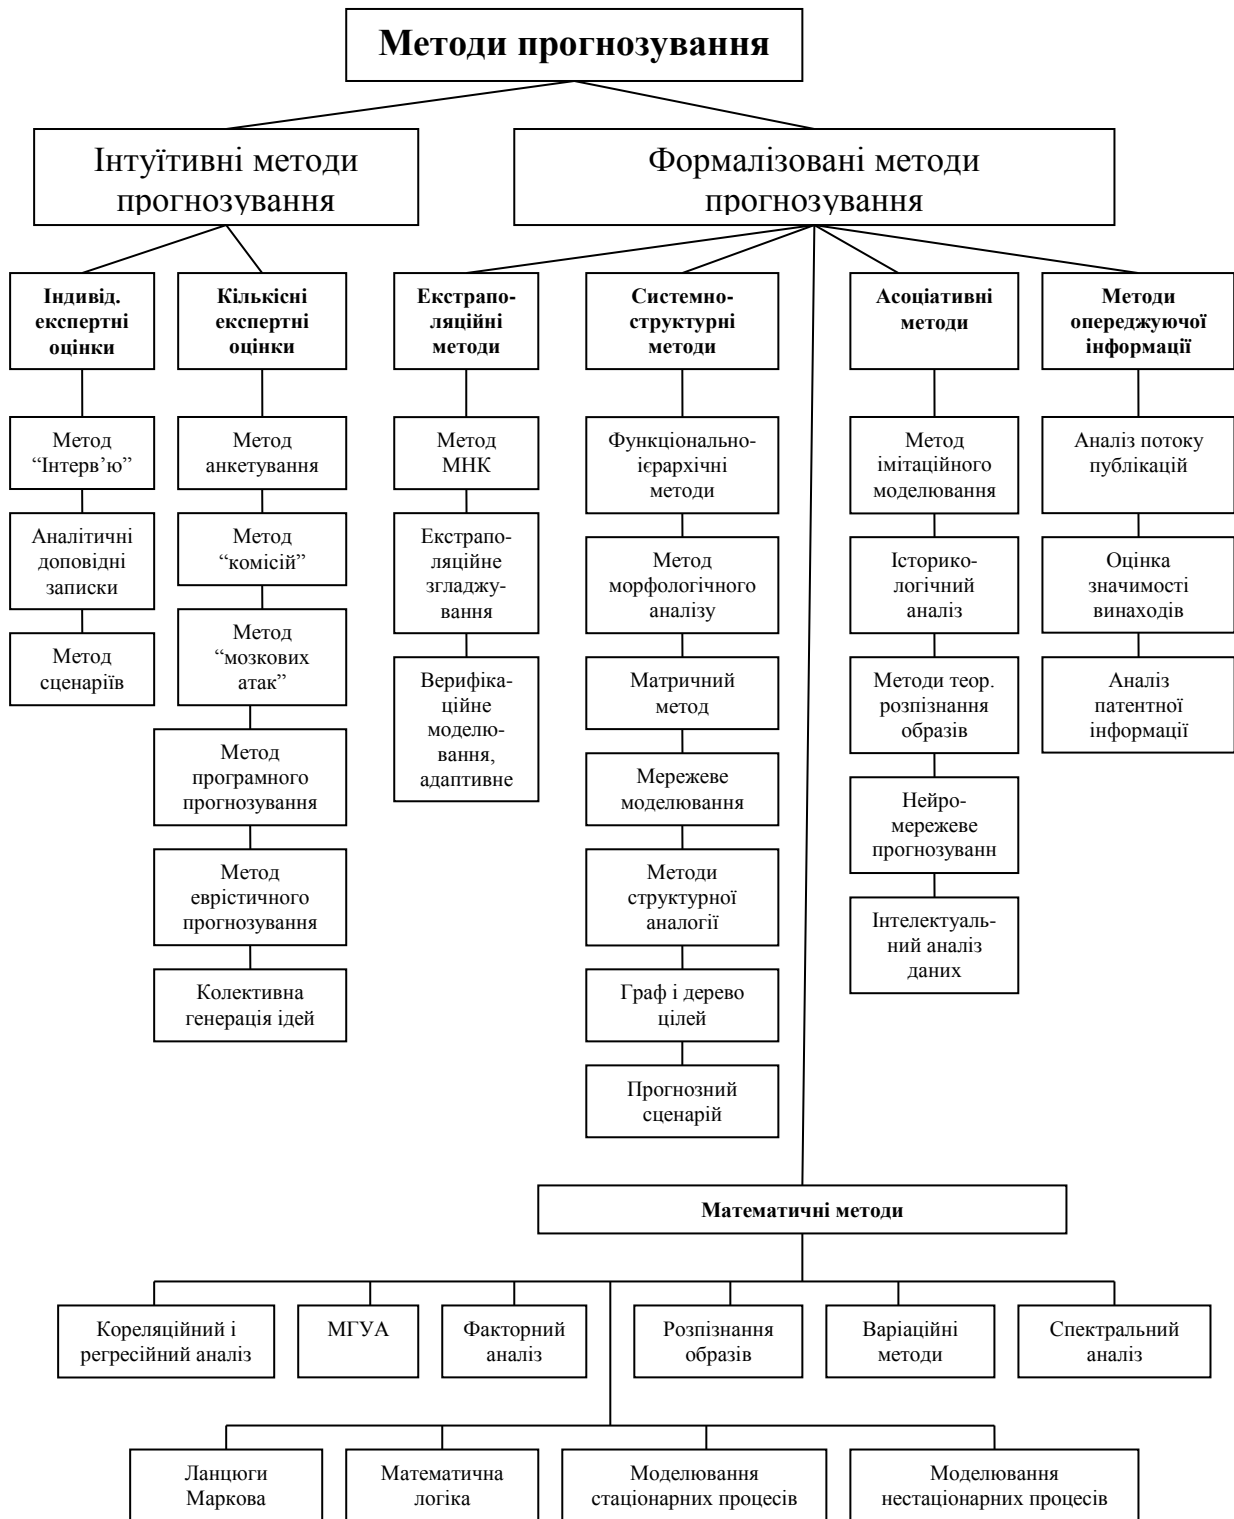 Методи прогнозування
Інтуїтивні методи
прогнозування
Формалізовані методи
прогнозування
Індивід.
експертні
оцінки
Кількісні
експертні
оцінки
Екстрапо-
ляційні
методи
Системно-
структурні
методи
Асоціативні
методи
Методи
опереджуючої
інформації
Метод
“Інтерв’ю”
Аналітичні
доповідні
записки
Метод
сценаріїв
Метод
анкетування
Метод
“комісій”
Метод
“мозкових
атак”
Метод
програмного
прогнозування
Метод
еврістичного
прогнозування
Колективна
генерація ідей
Метод
МНК
Екстрапо-
ляційне
згладжу-
вання
Верифіка-
ційне
моделю-
вання,
адаптивне
Функціонально-
ієрархічні
методи
Метод
морфологічного
аналізу
Матричний
метод
Мережеве
моделювання
Методи
структурної
аналогії
Граф і дерево
цілей
Прогнозний
сценарій
Метод
імітаційного
моделювання
Історико-
логічний
аналіз
Методи теор.
розпізнання
образів
Нейро-
мережеве
прогнозуванн
Інтелектуаль-
ний аналіз
даних
Аналіз потоку
публікацій
Оцінка
значимості
винаходів
Аналіз
патентної
інформації
Математичні методи
Кореляційний і
регресійний аналіз
МГУА
Факторний
аналіз
Розпізнання
образів
Варіаційні
методи
Спектральний
аналіз
Ланцюги
Маркова
Математична
логіка
Моделювання
стаціонарних процесів
Моделювання
нестаціонарних процесів